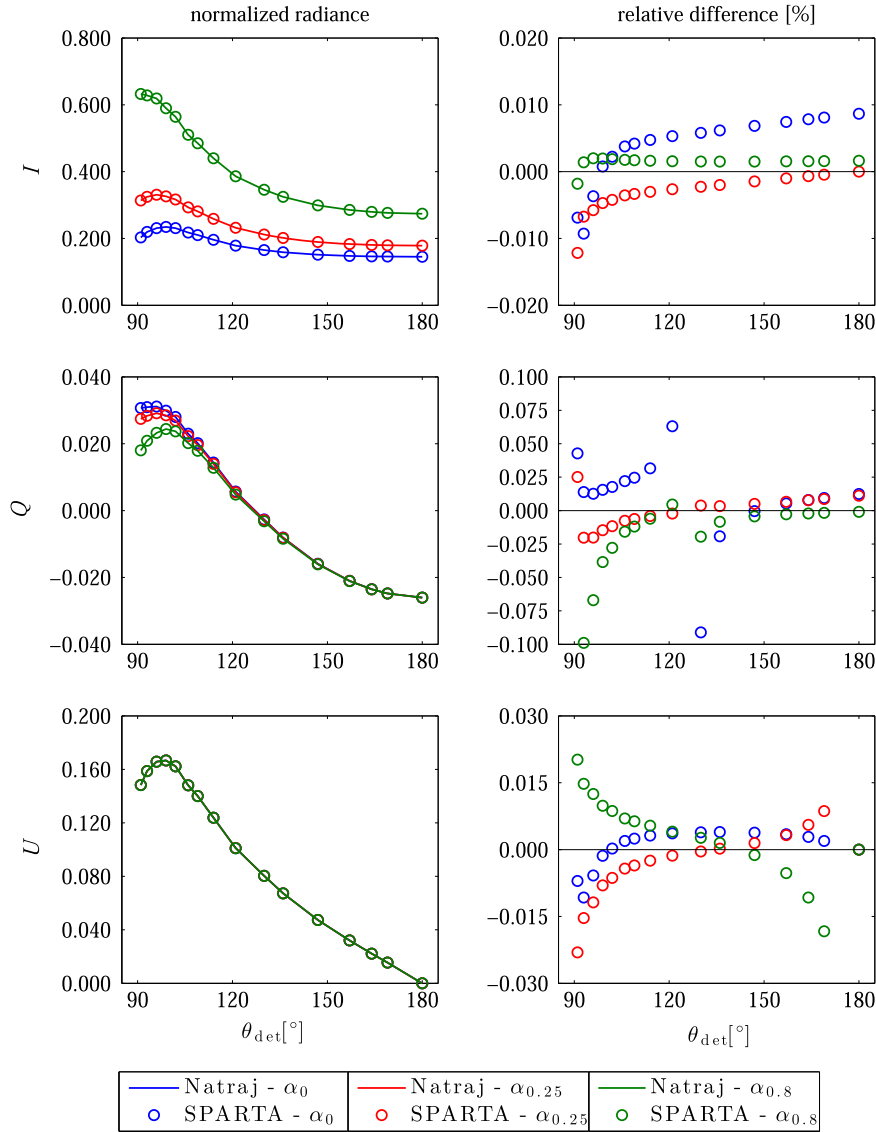 normalized radiance
relative difference [%]
I
0.800
0.600
0.400
0.200
0.000
90 120 150 180
0.020
0.010
0.000
−0.010
−0.020
90 120 150 180
Q
0.040
0.020
0.000
−0.020
−0.040
90 120 150 180
0.100
0.075
0.050
0.025
0.000
−0.025
−0.050
−0.075
−0.100
90 120 150 180
U
0.200
0.160
0.120
0.080
0.040
0.000
90 120 150 180
θdet[°]
0.030
0.015
0.000
−0.015
−0.030
90 120 150 180
θdet[°]
Natraj - α0
SPARTA - α0
Natraj - α0.25
SPARTA - α0.25
Natraj - α0.8
SPARTA - α0.8